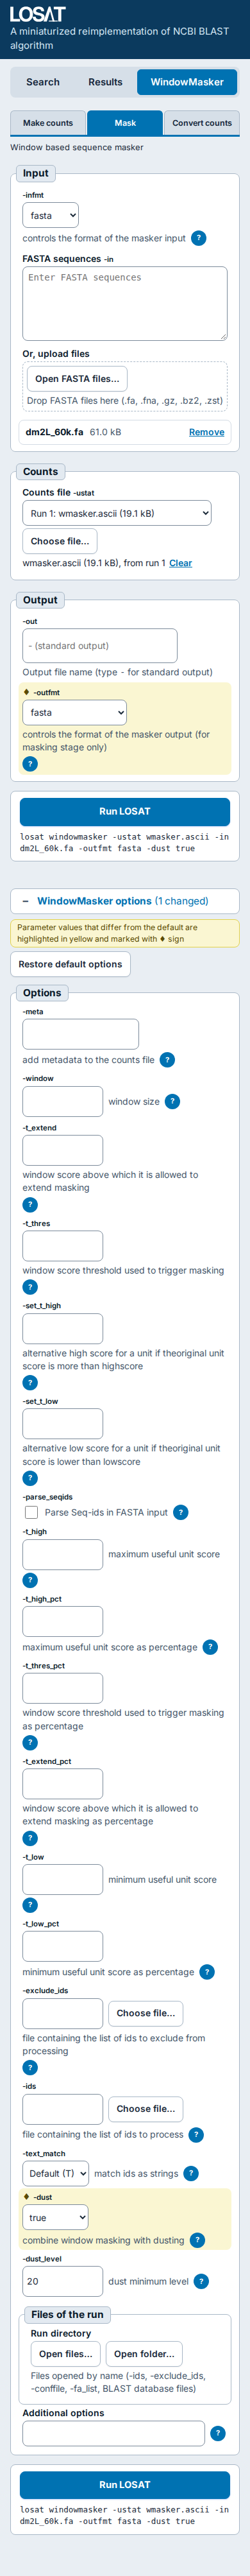 LOSAT
A miniaturized reimplementation of NCBI BLAST
algorithm
Search Results WindowMasker
Make counts Mask Convert counts
Window based sequence masker
Input
-infmt
fasta
controls the format of the masker input ?
FASTA sequences -in
Enter FASTA sequences
Or, upload files
Open FASTA files...
Drop FASTA files here (.fa, .fna, .gz, .bz2, .zst)
dm2L_60k.fa 61.0 kB Remove
Counts
Counts file -ustat
Run 1: wmasker.ascii (19.1 kB)
Choose file...
wmasker.ascii (19.1 kB), from run 1 Clear
Output
-out
- (standard output)
Output file name (type - for standard output)
♦ -outfmt
fasta
controls the format of the masker output (for
masking stage only)
?
Run LOSAT
losat windowmasker -ustat wmasker.ascii -in
dm2L_60k.fa -outfmt fasta -dust true
− WindowMasker options (1 changed)
Parameter values that differ from the default are
highlighted in yellow and marked with ♦ sign
Restore default options
Options
-meta
add metadata to the counts file ?
-window
window size ?
-t_extend
window score above which it is allowed to
extend masking
?
-t_thres
window score threshold used to trigger masking
?
-set_t_high
alternative high score for a unit if theoriginal unit
score is more than highscore
?
-set_t_low
alternative low score for a unit if theoriginal unit
score is lower than lowscore
?
-parse_seqids
Parse Seq-ids in FASTA input ?
-t_high
maximum useful unit score
?
-t_high_pct
maximum useful unit score as percentage ?
-t_thres_pct
window score threshold used to trigger masking
as percentage
?
-t_extend_pct
window score above which it is allowed to
extend masking as percentage
?
-t_low
minimum useful unit score
?
-t_low_pct
minimum useful unit score as percentage ?
-exclude_ids
Choose file...
file containing the list of ids to exclude from
processing
?
-ids
Choose file...
file containing the list of ids to process ?
-text_match
Default (T) match ids as strings ?
♦ -dust
true
combine window masking with dusting ?
-dust_level
20 dust minimum level ?
Files of the run
Run directory
Open files... Open folder...
Files opened by name (-ids, -exclude_ids,
-conffile, -fa_list, BLAST database files)
Additional options
?
Run LOSAT
losat windowmasker -ustat wmasker.ascii -in
dm2L_60k.fa -outfmt fasta -dust true